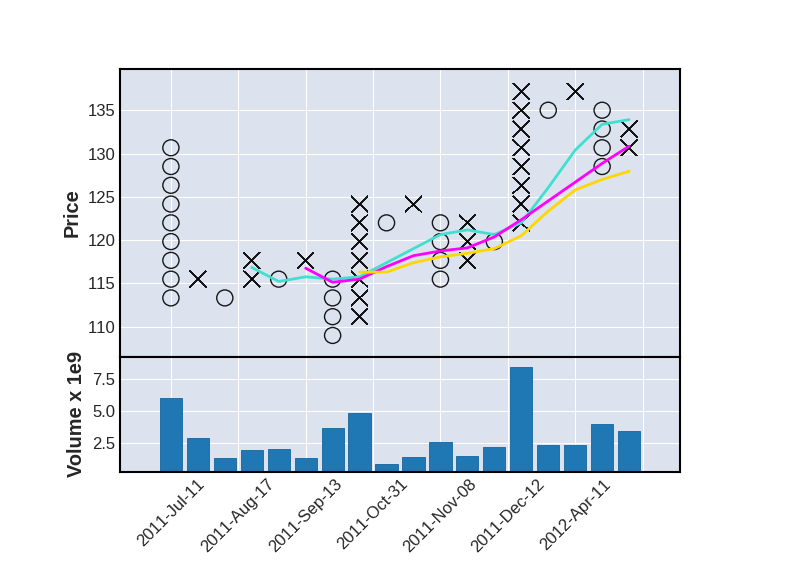 Price
135
130
125
120
115
110
Volume x 1e9
7.5
5.0
2.5
2011-Jul-11
2011-Aug-17
2011-Sep-13
2011-Oct-31
2011-Nov-08
2011-Dec-12
2012-Apr-11